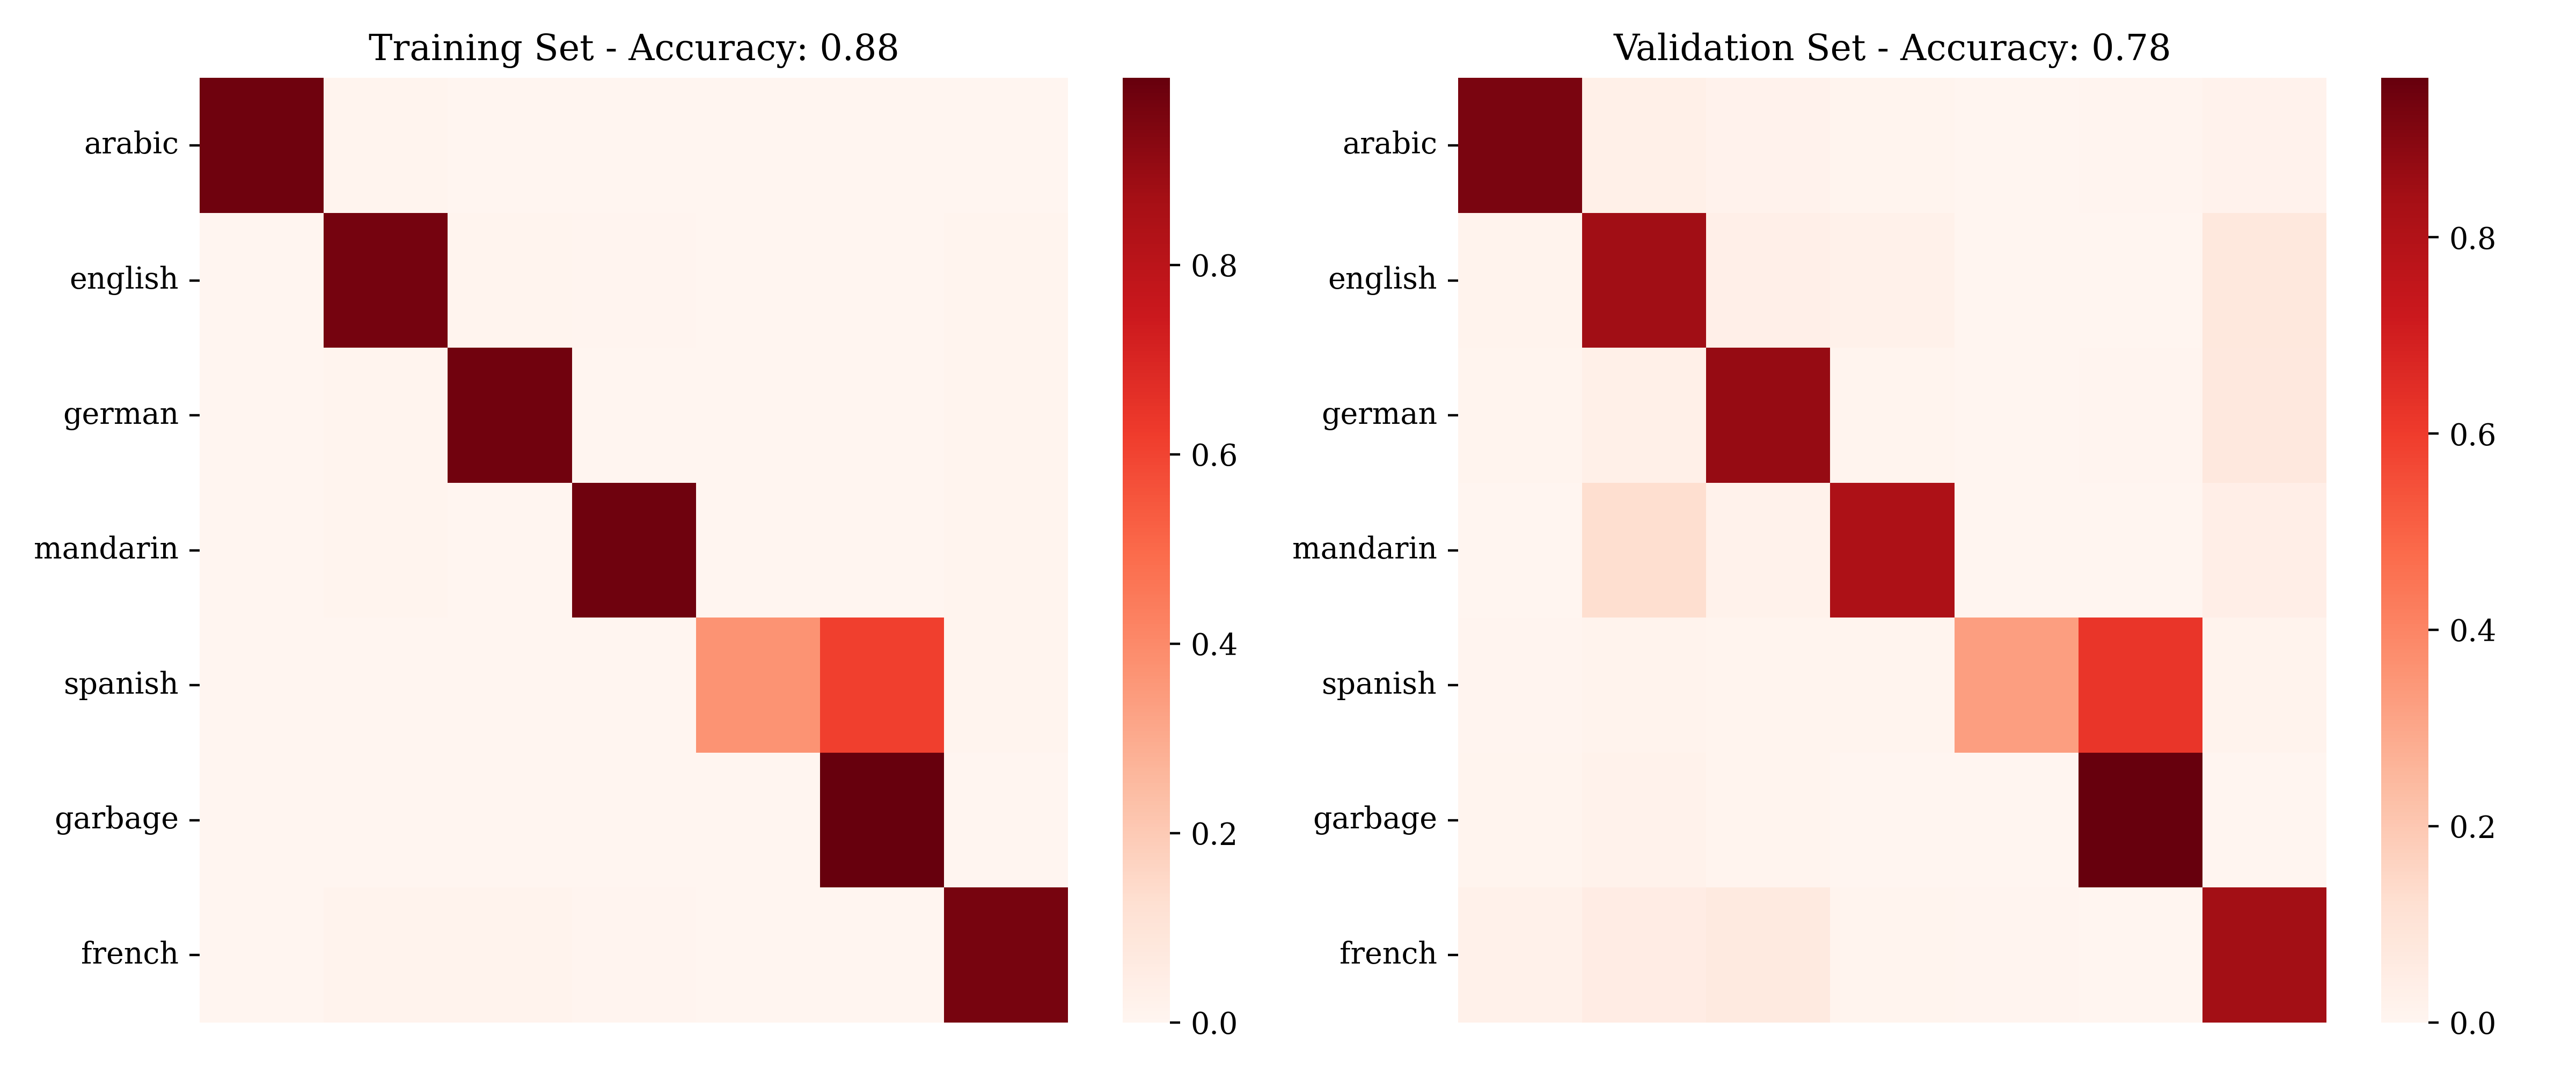 Training Set - Accuracy: 0.88
arabic
english
german
mandarin
spanish
garbage
french
0.8
0.6
0.4
0.2
0.0
Validation Set - Accuracy: 0.78
arabic
english
german
mandarin
spanish
garbage
french
0.8
0.6
0.4
0.2
0.0